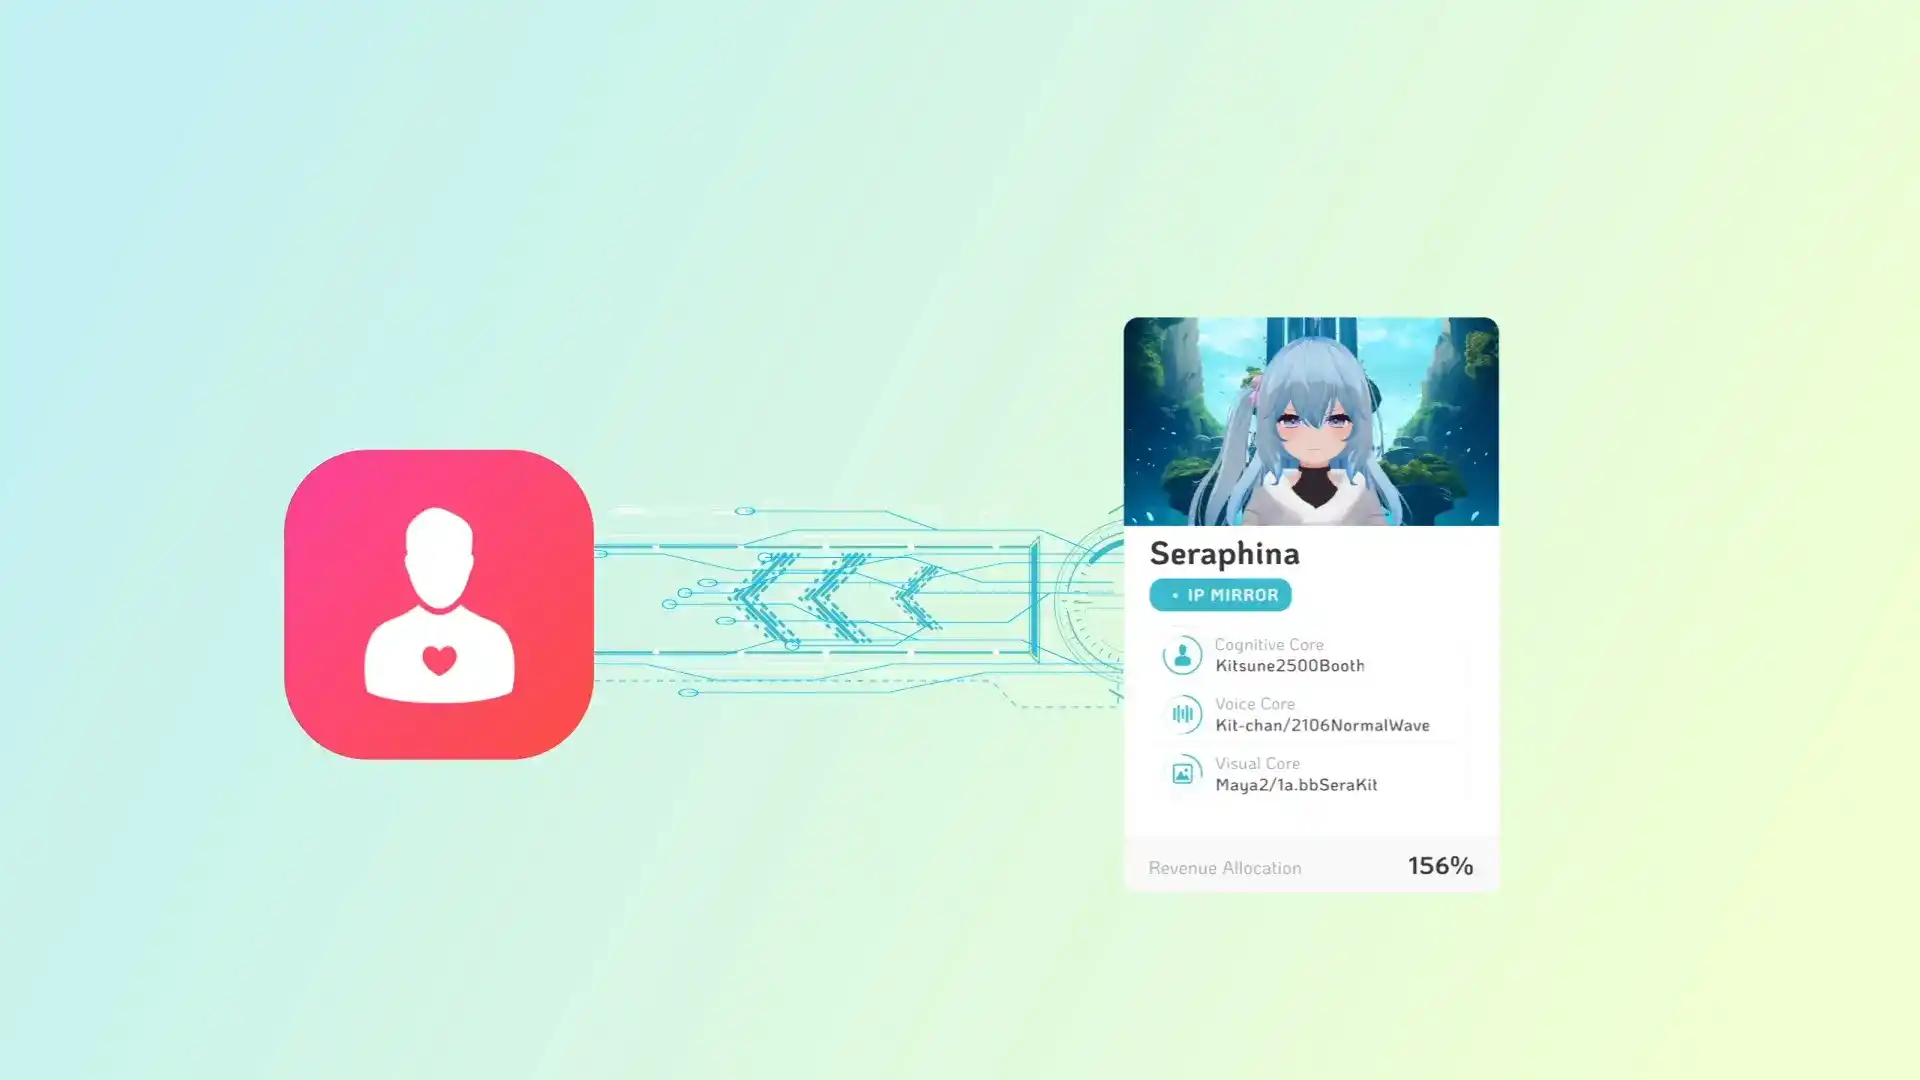 Seraphina
• IP MIRROR
Cognitive Core
Kitsune2500Booth
Voice Core
Kit-chan/2106NormalWave
Visual Core
Maya2/1a.bbSeraKit
Revenue Allocation 156%